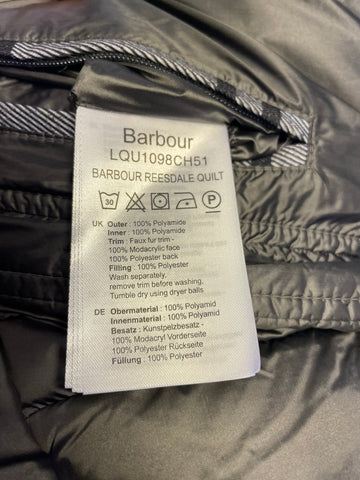 Barbour
LQU1098CH51
BARBOUR REESDALE QUILT
30 P
UK Outer : 100% Polyamide
Inner : 100% Polyamide
Trim : Faux fur trim -
100% Modacrylic face
100% Polyester back
Filling : 100% Polyester
Wash separately,
remove trim before washing,
Tumble dry using dryer balls
DE Obermaterial : 100% Polyamid
Innenmaterial : 100% Polyamid
Besatz : Kunstpelzbesatz -
100% Modacryl Vorderseite
100% Polyester Rückseite
Füllung : 100% Polyester